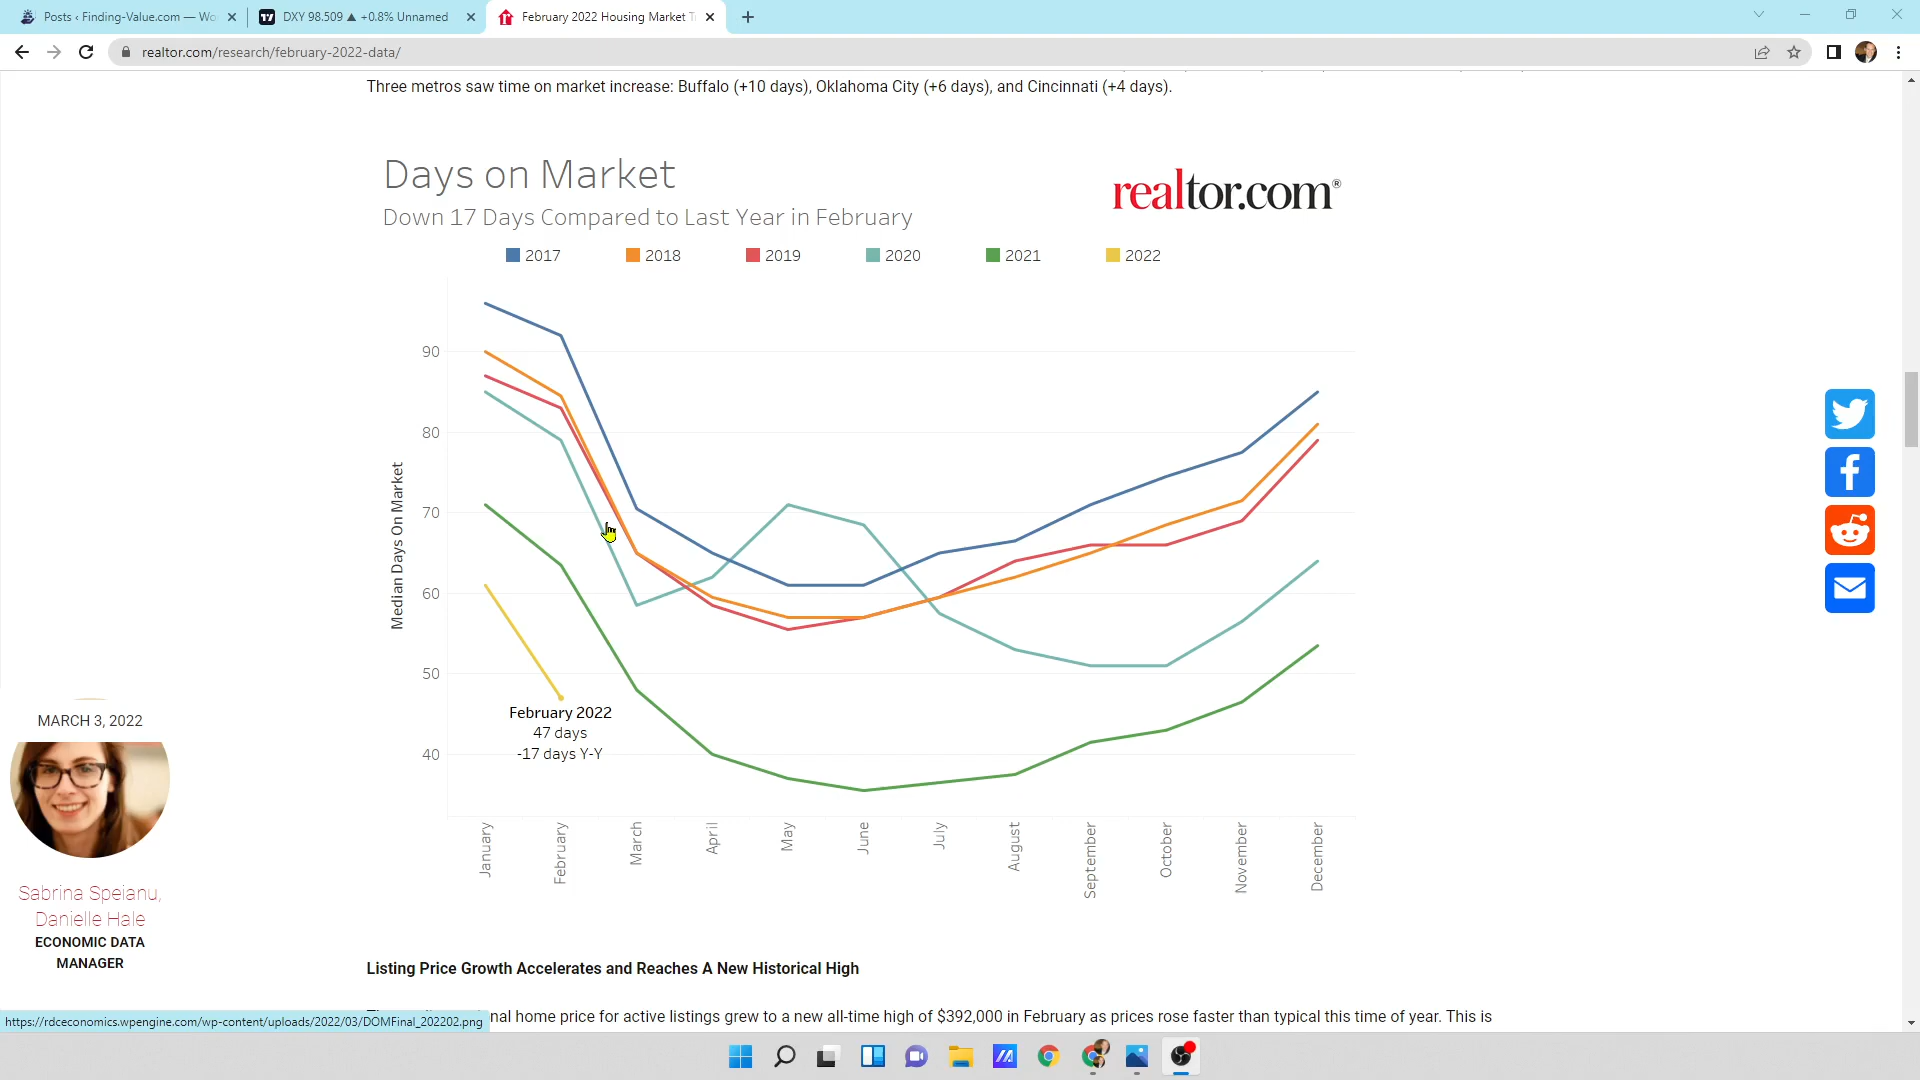 Posts ‹ Finding-Value.com — Wo
DXY 98.509 ▲ +0.8% Unnamed
February 2022 Housing Market T
realtor.com/research/february-2022-data/
Three metros saw time on market increase: Buffalo (+10 days), Oklahoma City (+6 days), and Cincinnati (+4 days).
Days on Market
realtor.com®
Down 17 Days Compared to Last Year in February
2017 2018 2019 2020 2021 2022
90
80
70
60
50
40
Median Days On Market
February 2022
47 days
-17 days Y-Y
January February March April May June July August September October November December
MARCH 3, 2022
Sabrina Speianu,
Danielle Hale
ECONOMIC DATA
MANAGER
Listing Price Growth Accelerates and Reaches A New Historical High
nal home price for active listings grew to a new all-time high of $392,000 in February as prices rose faster than typical this time of year. This is
https://rdceconomics.wpengine.com/wp-content/uploads/2022/03/DOMFinal_202202.png